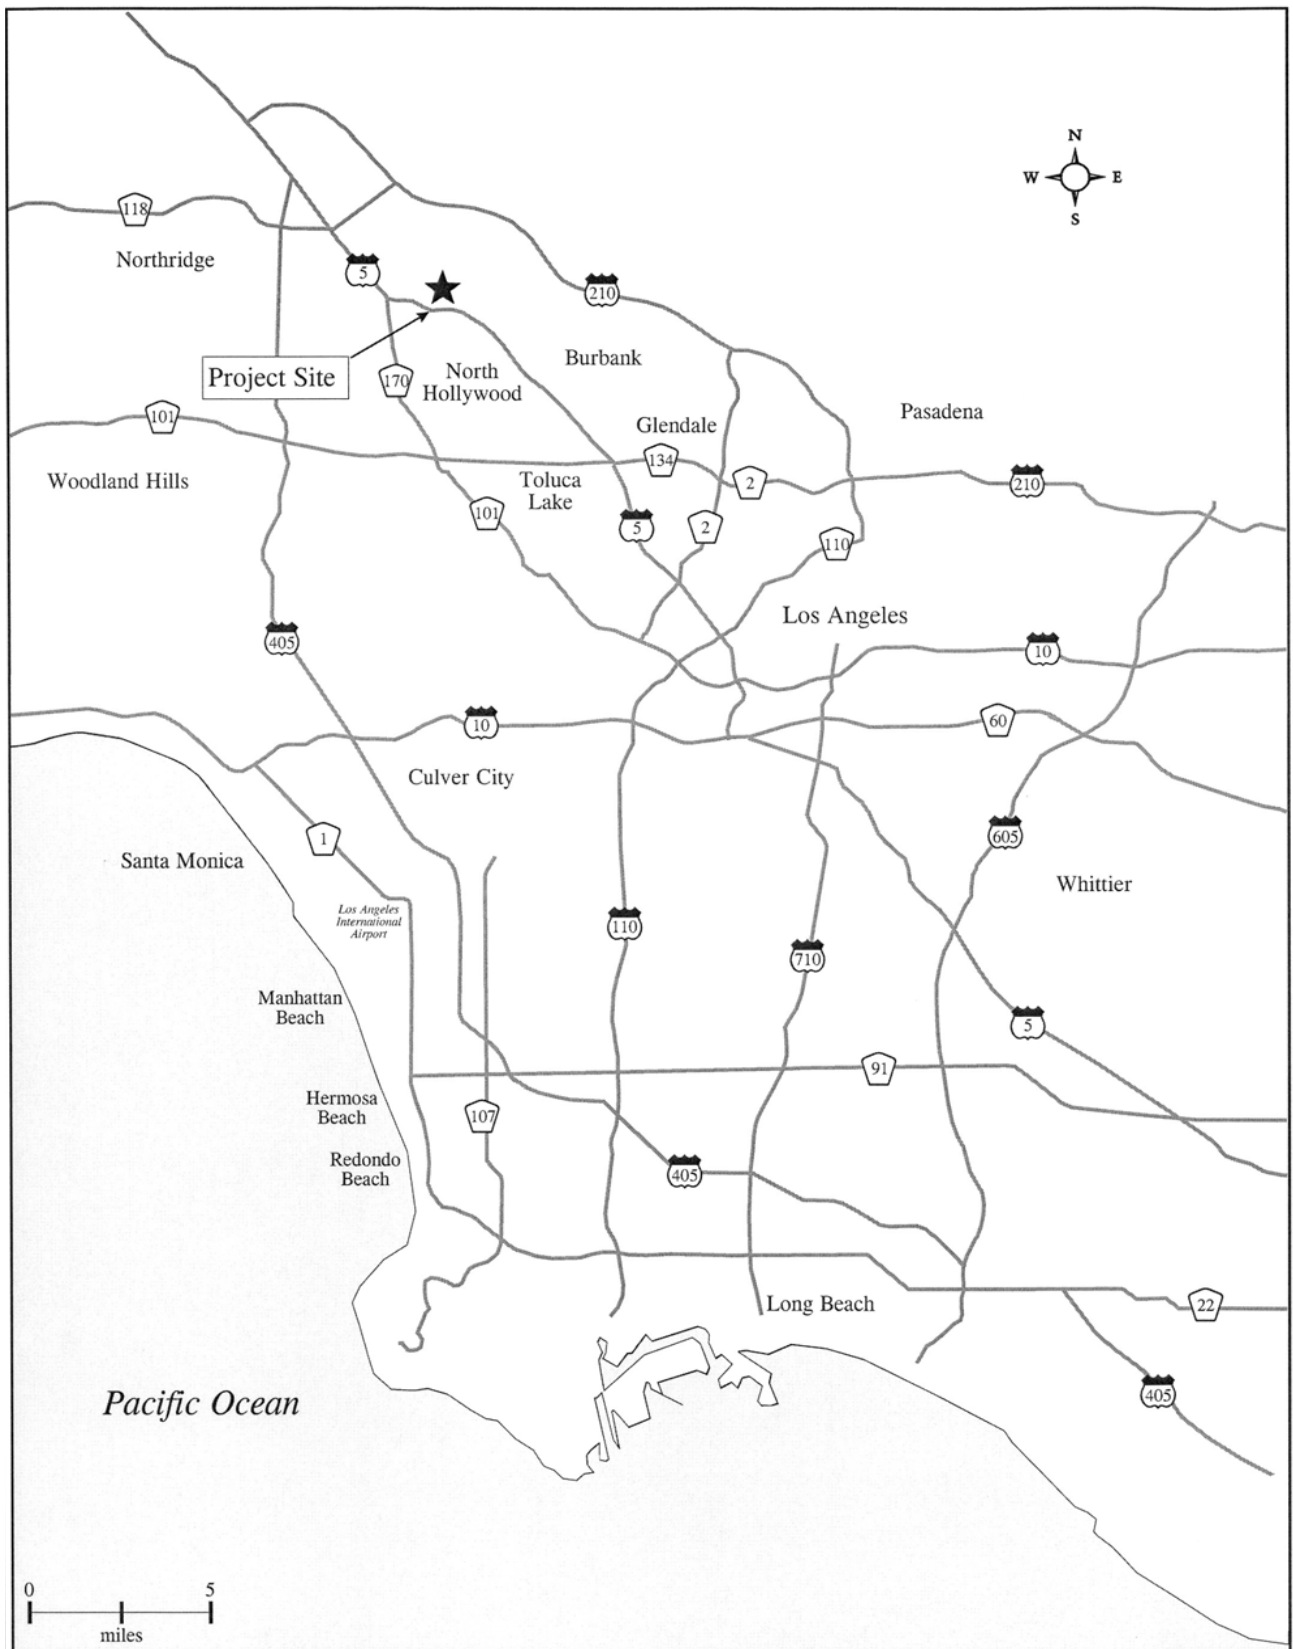 N
W
E
S
118
Northridge
5
210
Project Site
170
North
Hollywood
Burbank
101
Glendale
Pasadena
134
Woodland Hills
Toluca
Lake
2
210
101
5
2
110
Los Angeles
405
10
10
60
Culver City
1
605
Santa Monica
Whittier
Los Angeles
International
Airport
110
710
Manhattan
Beach
5
91
Hermosa
Beach
107
Redondo
Beach
405
Long Beach
22
Pacific Ocean
405
0
5
miles